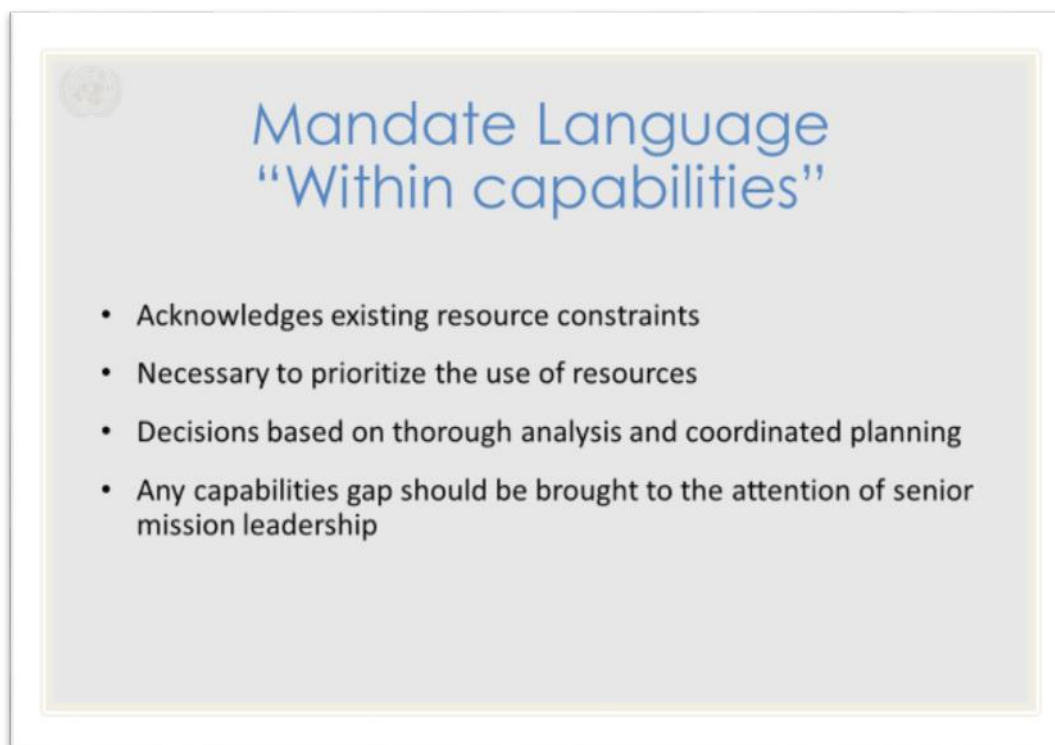 Mandate Language
“Within capabilities”
• Acknowledges existing resource constraints
• Necessary to prioritize the use of resources
• Decisions based on thorough analysis and coordinated planning
• Any capabilities gap should be brought to the attention of senior
mission leadership